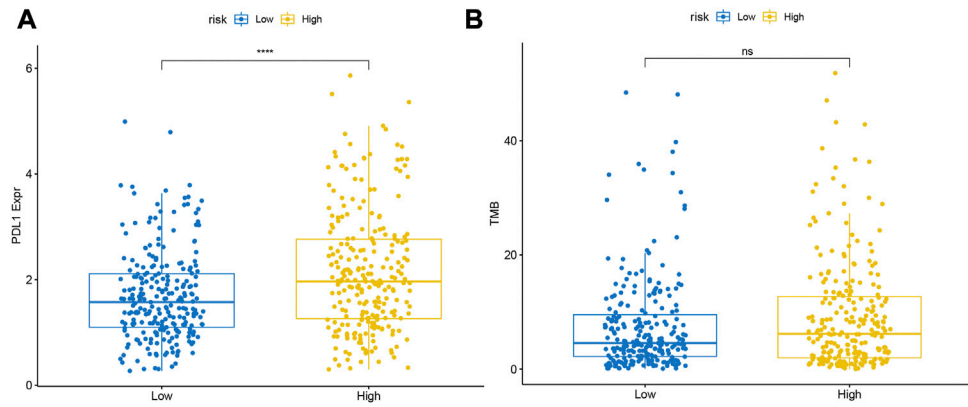 A
risk Low High
****
PDL1 Expr
6
4
2
0
Low High
B
risk Low High
ns
TMB
40
20
0
Low High